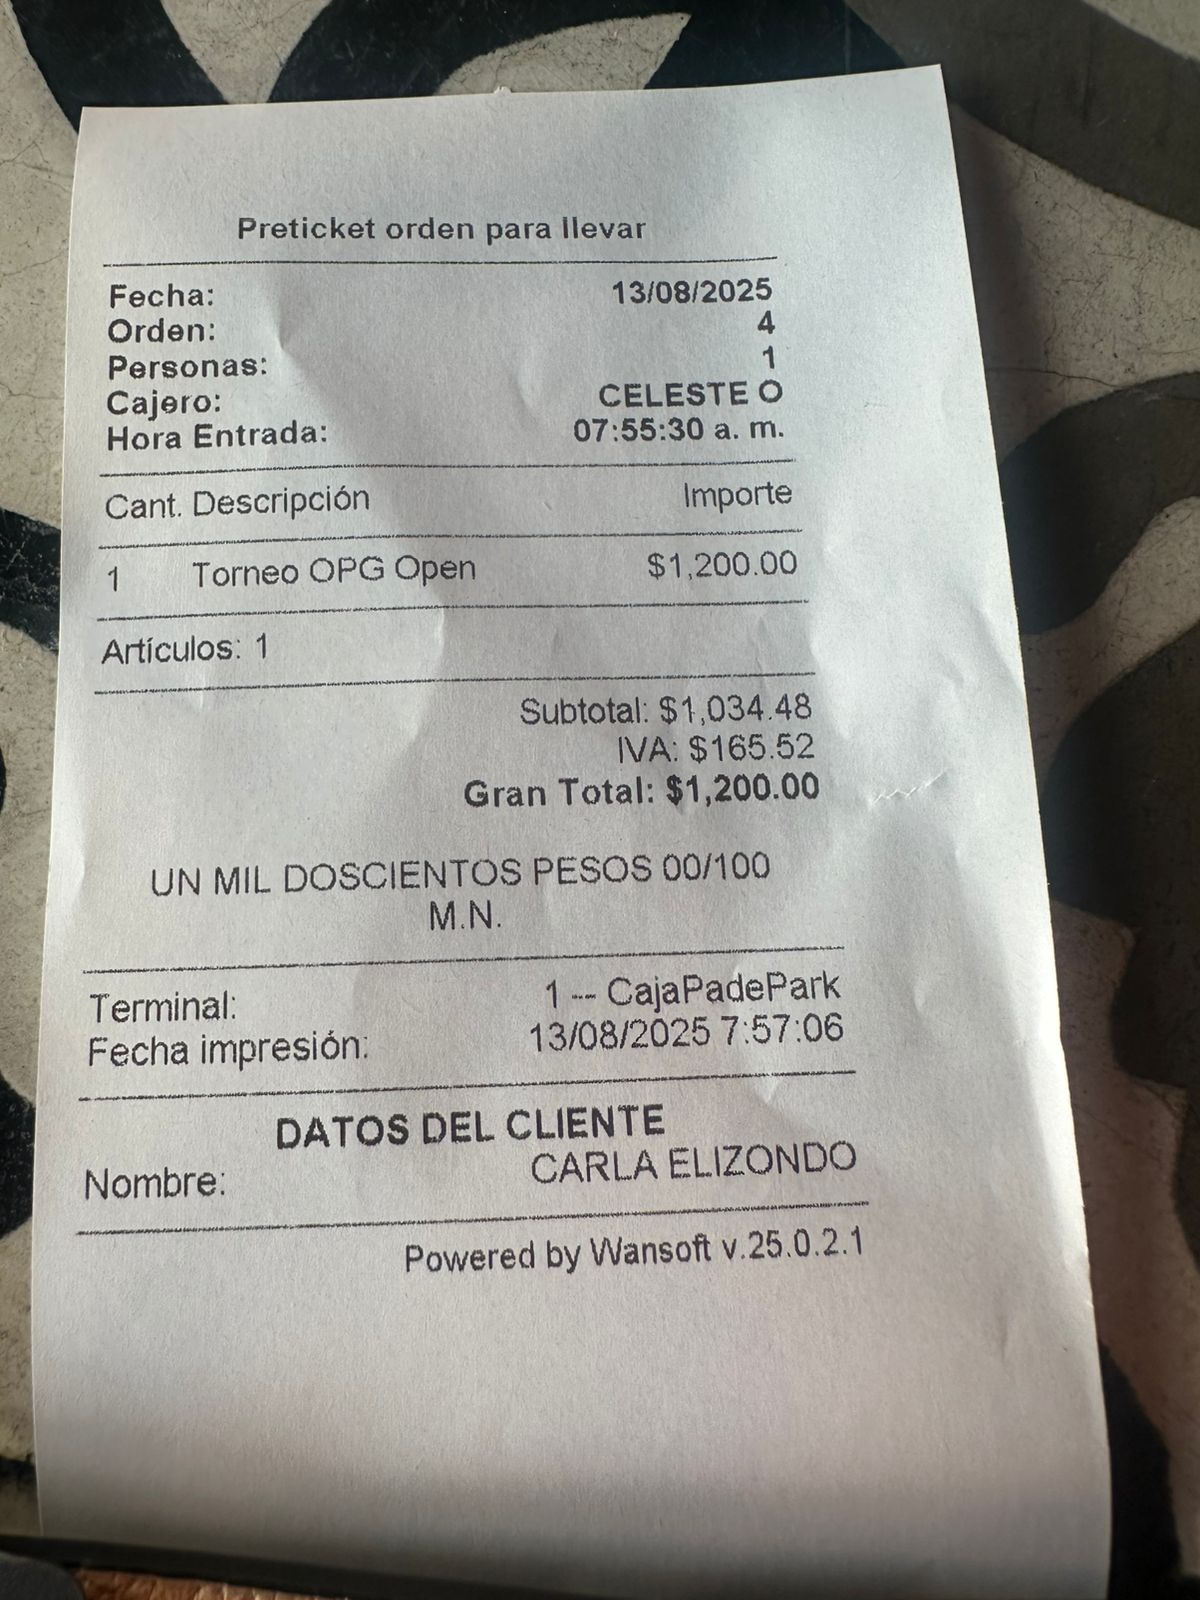 Preticket orden para llevar
Fecha: 13/08/2025
Orden: 4
Personas: 1
Cajero: CELESTE O
Hora Entrada: 07:55:30 a. m.
Cant. Descripción Importe
1 Torneo OPG Open $1,200.00
Artículos: 1
Subtotal: $1,034.48
IVA: $165.52
Gran Total: $1,200.00
UN MIL DOSCIENTOS PESOS 00/100
M.N.
Terminal: 1 -- CajaPadePark
Fecha impresión: 13/08/2025 7:57:06
DATOS DEL CLIENTE
Nombre: CARLA ELIZONDO
Powered by Wansoft v.25.0.2.1